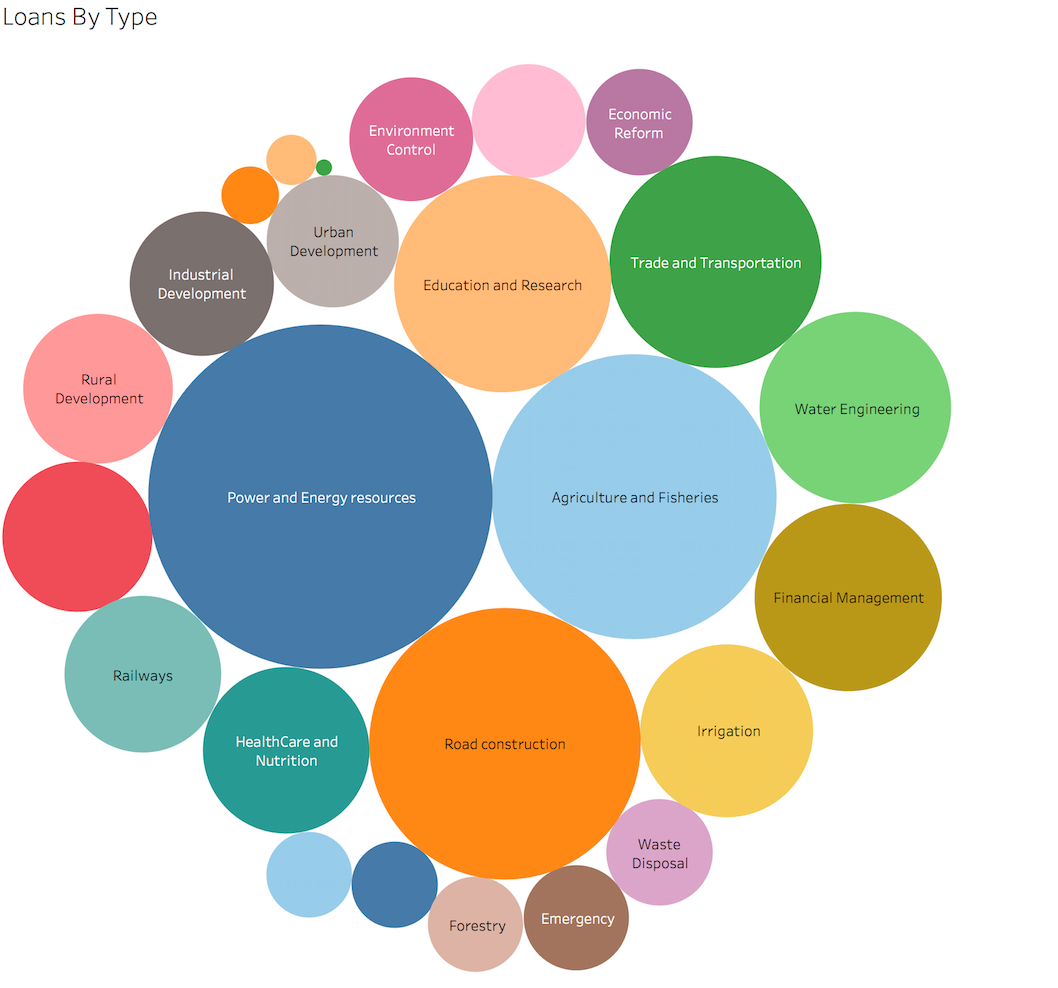 Loans By Type
Environment
Control
Economic
Reform
Urban
Development
Industrial
Development
Education and Research
Trade and Transportation
Rural
Development
Water Engineering
Power and Energy resources
Agriculture and Fisheries
Financial Management
Railways
HealthCare and
Nutrition
Road construction
Irrigation
Waste
Disposal
Forestry
Emergency